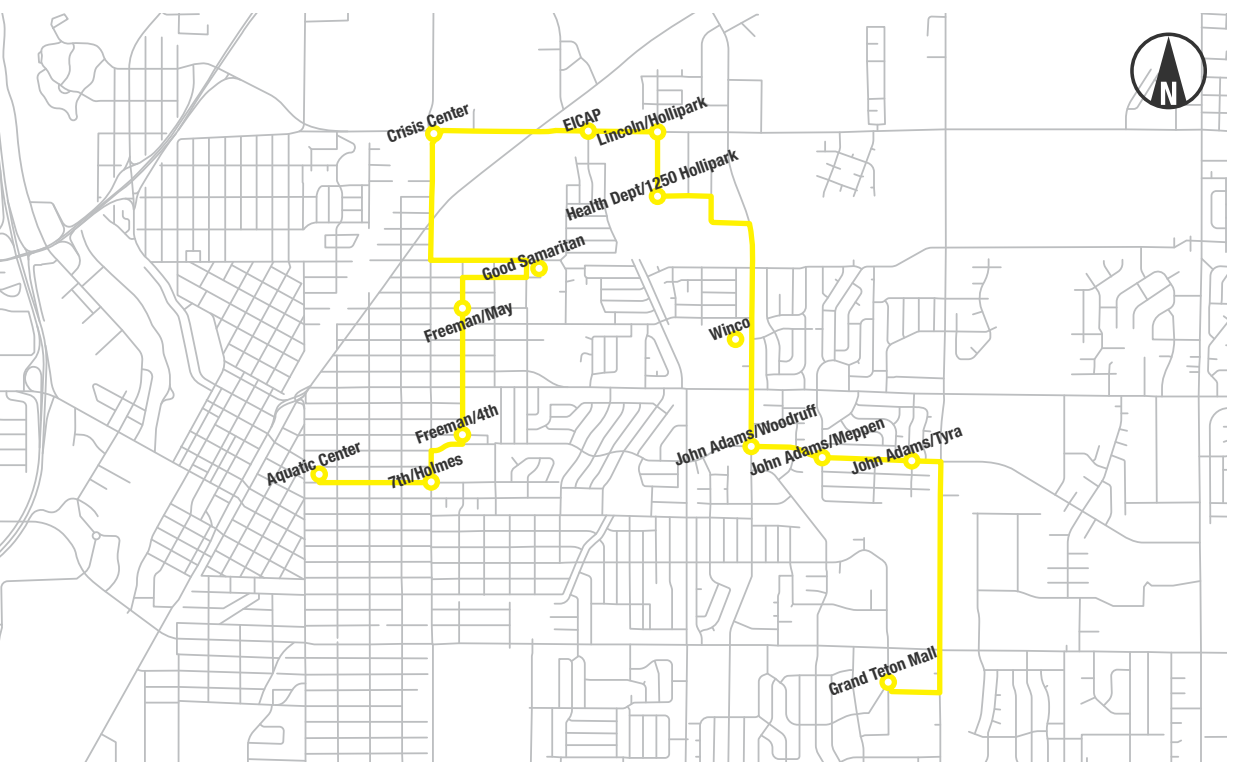 N
Crisis Center
EICAP
Lincoln/Hollipark
Health Dept/1250 Hollipark
Good Samaritan
Freeman/May
Winco
Freeman/4th
John Adams/Woodruff
John Adams/Meppen
John Adams/Tyra
Aquatic Center
7th/Holmes
Grand Teton Mall